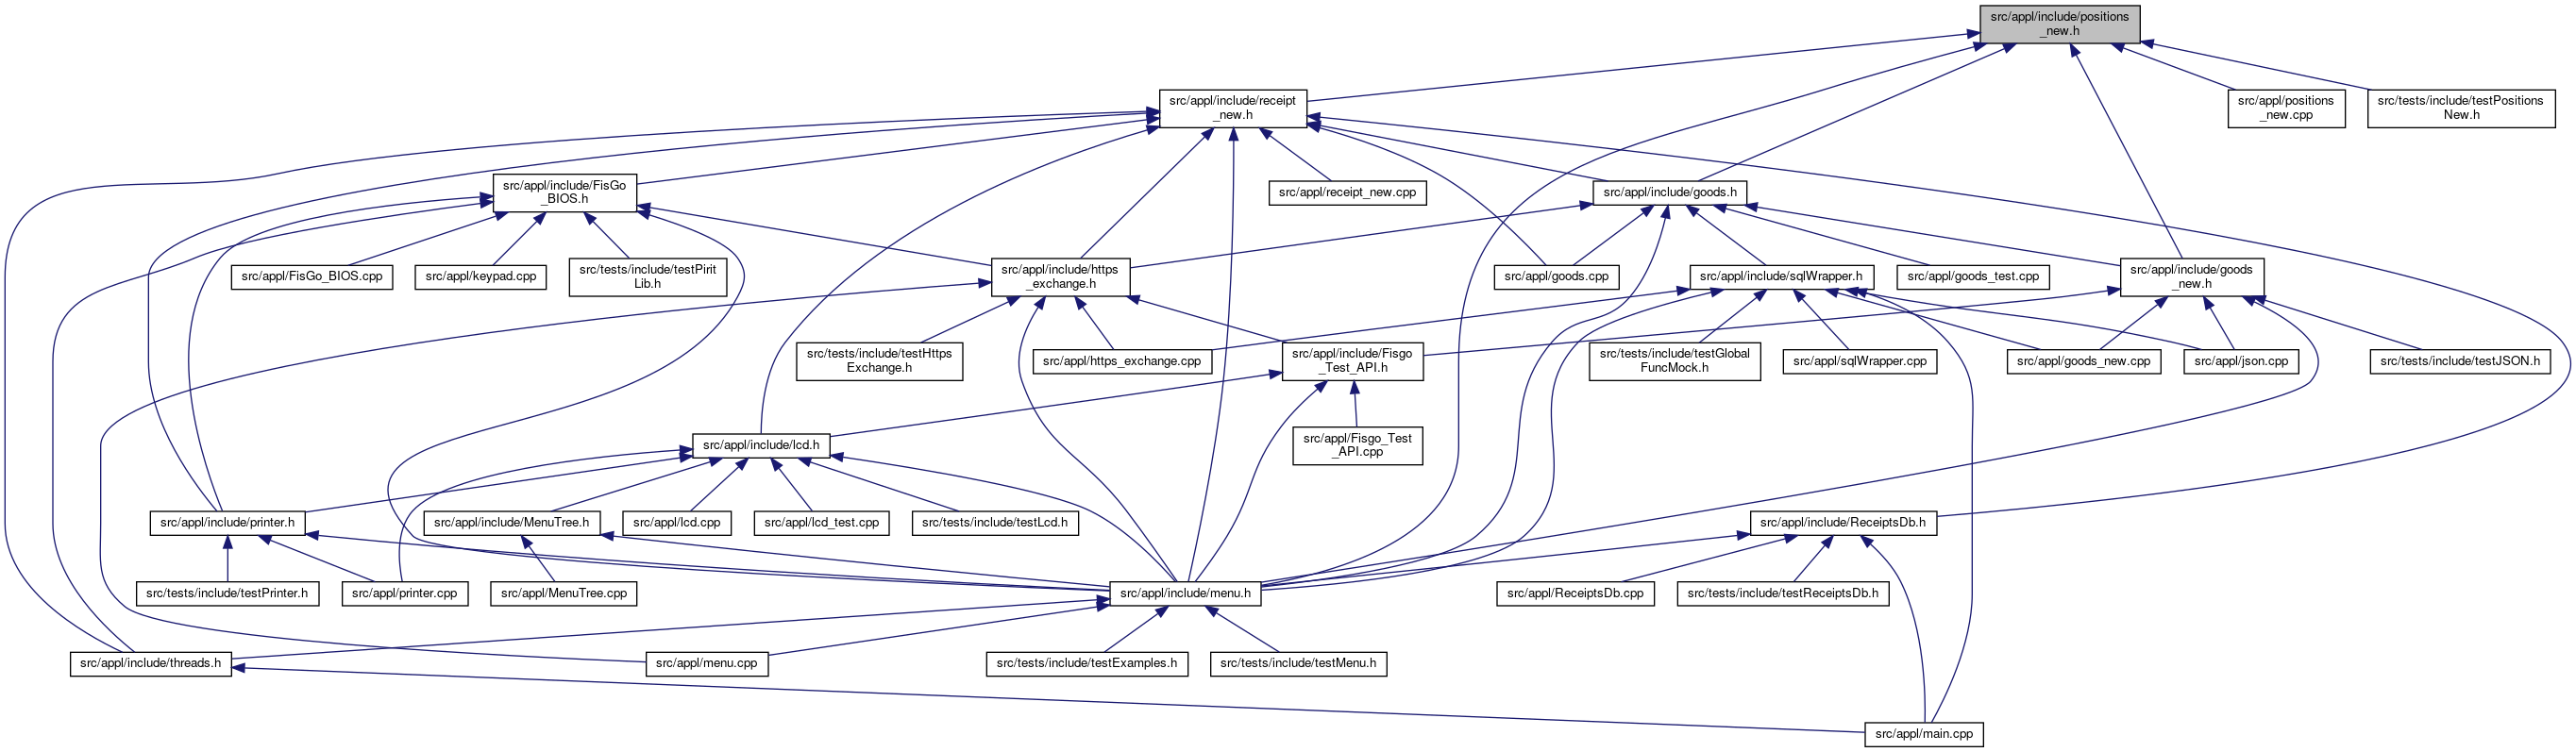 src/appl/include/positions
_new.h
src/appl/include/receipt
_new.h
src/appl/positions
_new.cpp
src/tests/include/testPositions
New.h
src/appl/include/FisGo
_BIOS.h
src/appl/receipt_new.cpp
src/appl/include/goods.h
src/appl/FisGo_BIOS.cpp
src/appl/keypad.cpp
src/tests/include/testPirit
Lib.h
src/appl/include/https
_exchange.h
src/appl/goods.cpp
src/appl/include/sqlWrapper.h
src/appl/goods_test.cpp
src/appl/include/goods
_new.h
src/tests/include/testHttps
Exchange.h
src/appl/https_exchange.cpp
src/appl/include/Fisgo
_Test_API.h
src/tests/include/testGlobal
FuncMock.h
src/appl/sqlWrapper.cpp
src/appl/goods_new.cpp
src/appl/json.cpp
src/tests/include/testJSON.h
src/appl/include/lcd.h
src/appl/Fisgo_Test
_API.cpp
src/appl/include/printer.h
src/appl/include/MenuTree.h
src/appl/lcd.cpp
src/appl/lcd_test.cpp
src/tests/include/testLcd.h
src/appl/include/ReceiptsDb.h
src/tests/include/testPrinter.h
src/appl/printer.cpp
src/appl/MenuTree.cpp
src/appl/include/menu.h
src/appl/ReceiptsDb.cpp
src/tests/include/testReceiptsDb.h
src/appl/include/threads.h
src/appl/menu.cpp
src/tests/include/testExamples.h
src/tests/include/testMenu.h
src/appl/main.cpp